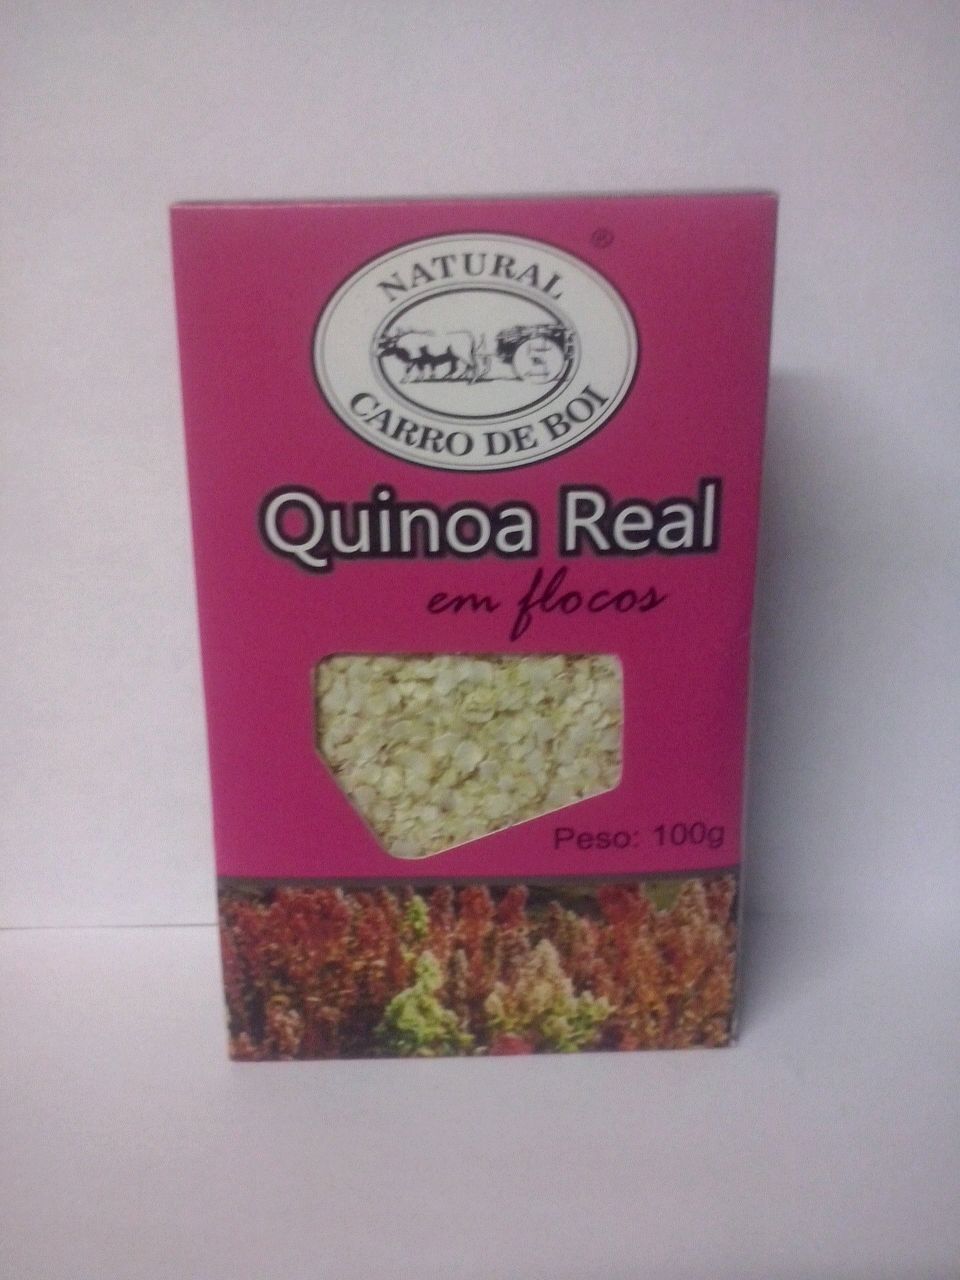 ®
NATURAL
CARRO DE BOI
Quinoa Real
em flocos
Peso: 100g